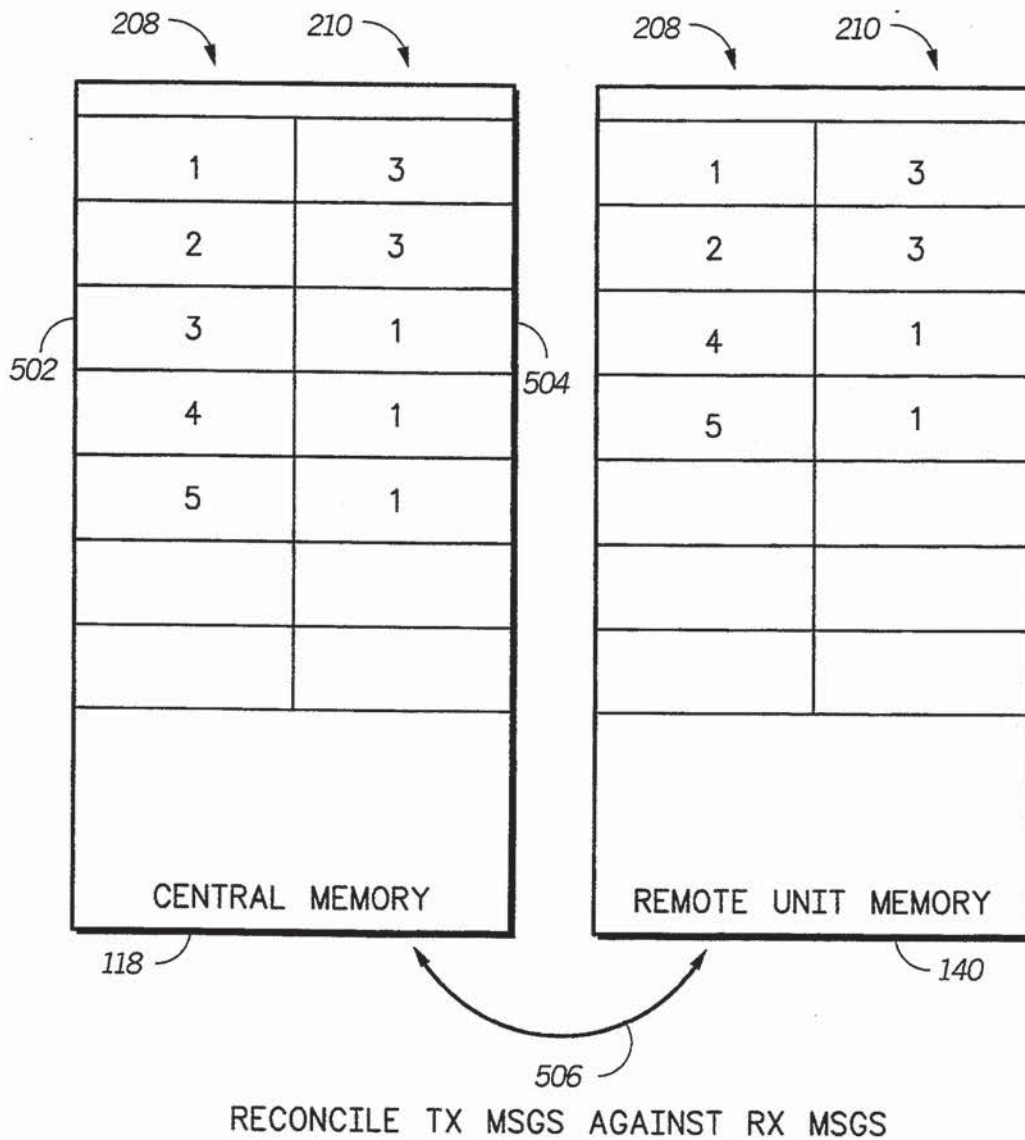 208 210 208 210
1 3 1 3
2 3 2 3
3 1 4 1
502 504
4 1 5 1
5 1
CENTRAL MEMORY REMOTE UNIT MEMORY
118 140
506
RECONCILE TX MSGS AGAINST RX MSGS